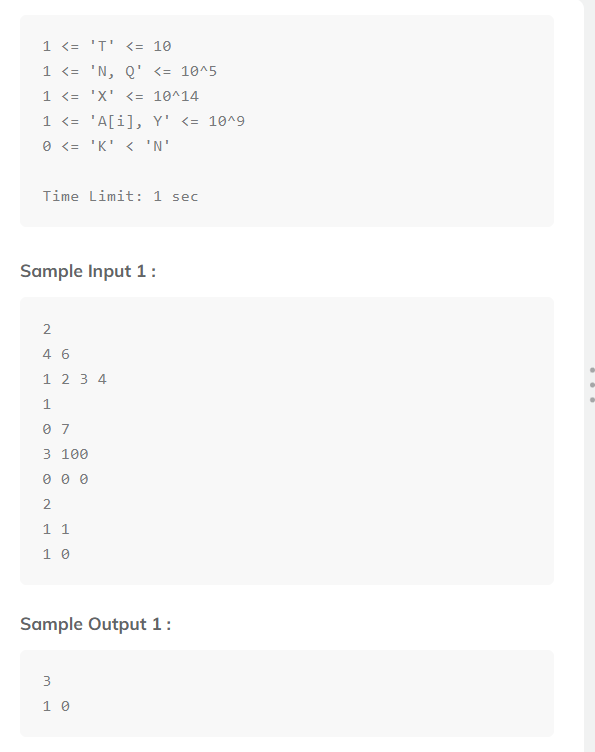 1 <= 'T' <= 10
1 <= 'N, Q' <= 10^5
1 <= 'X' <= 10^14
1 <= 'A[i], Y' <= 10^9
0 <= 'K' < 'N'
Time Limit: 1 sec
Sample Input 1 :
2
4 6
1 2 3 4
1
0 7
3 100
0 0 0
2
1 1
1 0
Sample Output 1 :
3
1 0